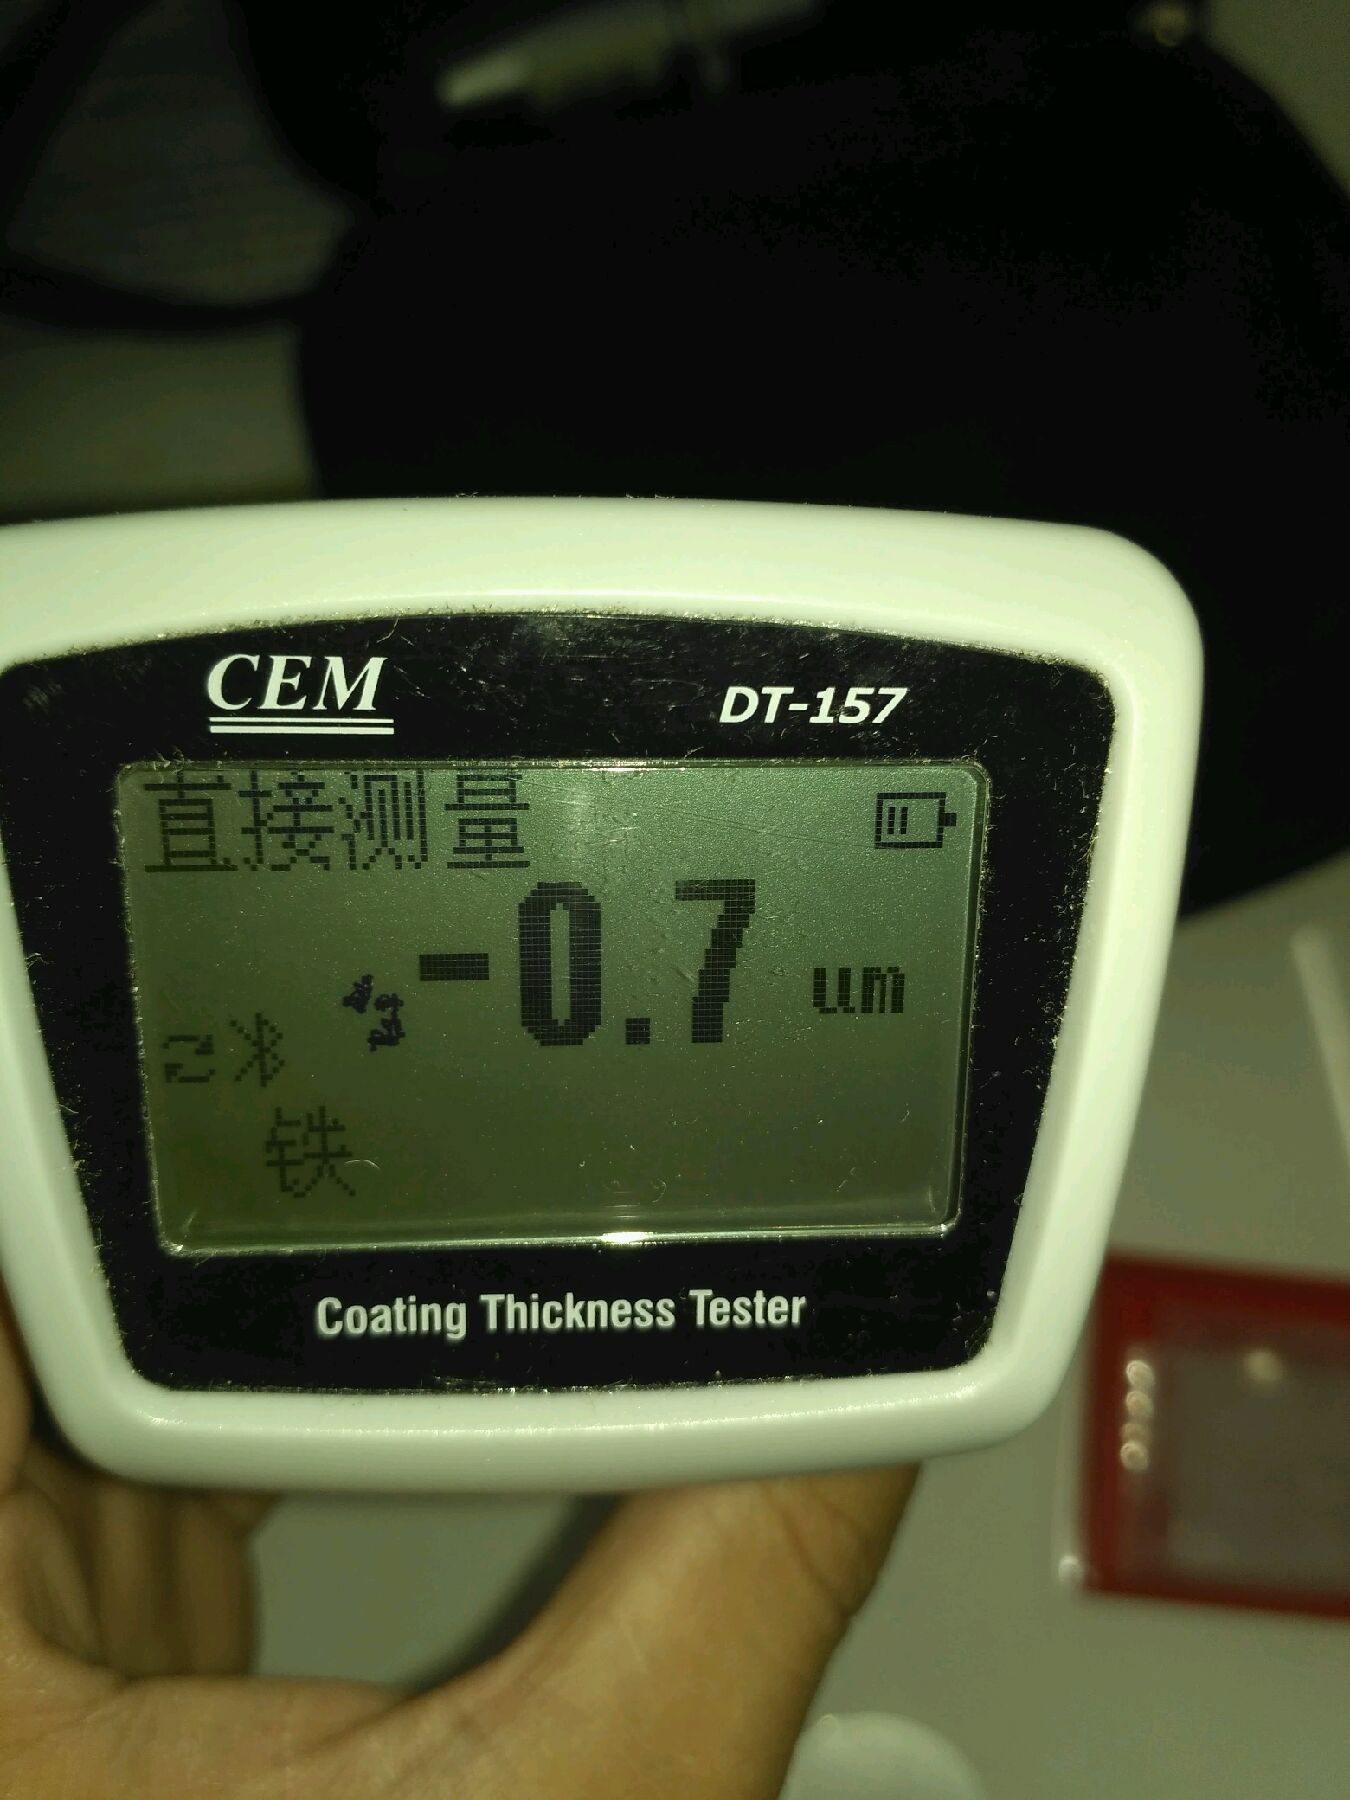 CEM
DT-157
直接测量
-0.7 um
铁
Coating Thickness Tester